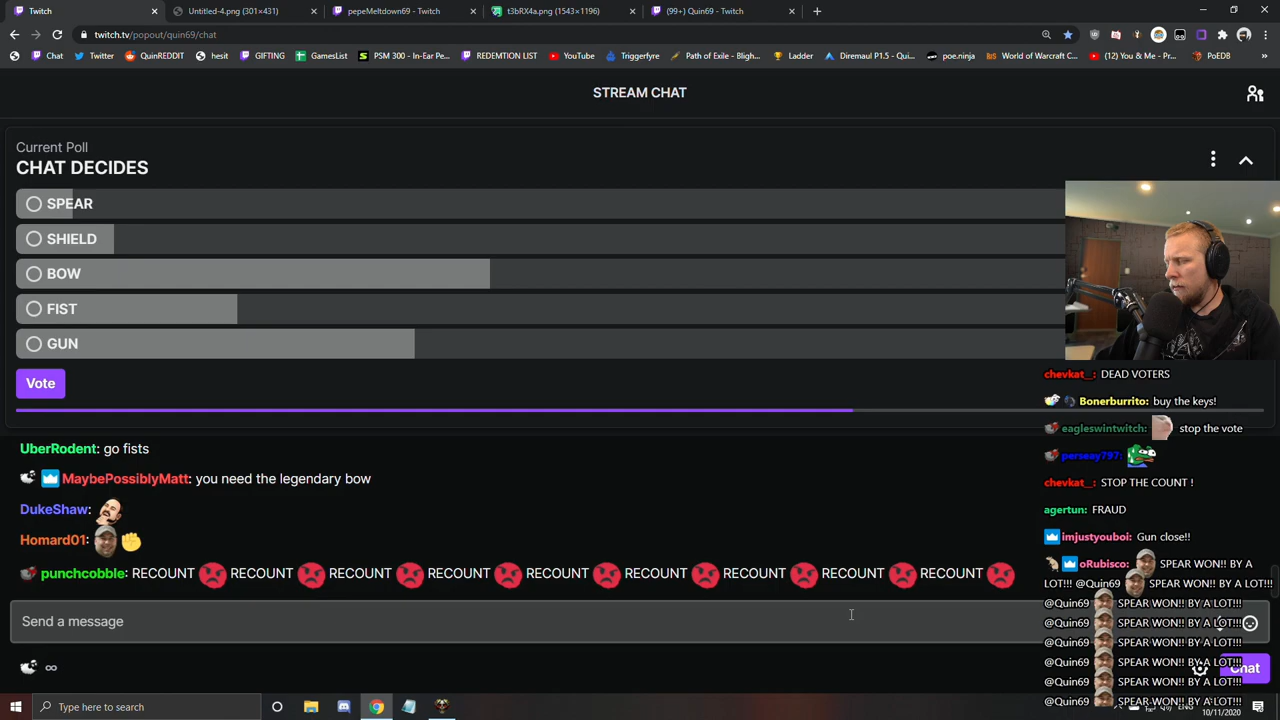 Twitch
Untitled-4.png (301×431)
pepeMeltdown69 - Twitch
t3bRX4a.png (1543×1196)
(99+) Quin69 - Twitch
twitch.tv/popout/quin69/chat
Chat
Twitter
QuinREDDIT
hesit
GIFTING
GamesList
PSM 300 - In-Ear Pe...
REDEMTION LIST
YouTube
Triggerfyre
Path of Exile - Bligh...
Ladder
Diremaul P1.5 - Qui...
poe.ninja
World of Warcraft C...
(12) You & Me - Pr...
PoEDB
STREAM CHAT
Current Poll
CHAT DECIDES
SPEAR
SHIELD
BOW
FIST
GUN
Vote
UberRodent: go fists
MaybePossiblyMatt: you need the legendary bow
DukeShaw:
Homard01:
punchcobble: RECOUNT RECOUNT RECOUNT RECOUNT RECOUNT RECOUNT RECOUNT RECOUNT RECOUNT
Send a message
∞
Chat
chevkat_: DEAD VOTERS
Bonerburrito: buy the keys!
eagleswintwitch: stop the vote
perseay797:
chevkat_: STOP THE COUNT !
agertun: FRAUD
imjustyouboi: Gun close!!
oRubisco: SPEAR WON!! BY A
LOT!!! @Quin69 SPEAR WON!! BY A LOT!!!
@Quin69 SPEAR WON!! BY A LOT!!!
@Quin69 SPEAR WON!! BY A LOT!!!
@Quin69 SPEAR WON!! BY A LOT!!!
@Quin69 SPEAR WON!! BY A LOT!!!
@Quin69 SPEAR WON!! BY A LOT!!!
@Quin69 SPEAR WON!! BY A LOT!!!
Type here to search
ENG
10/11/2020